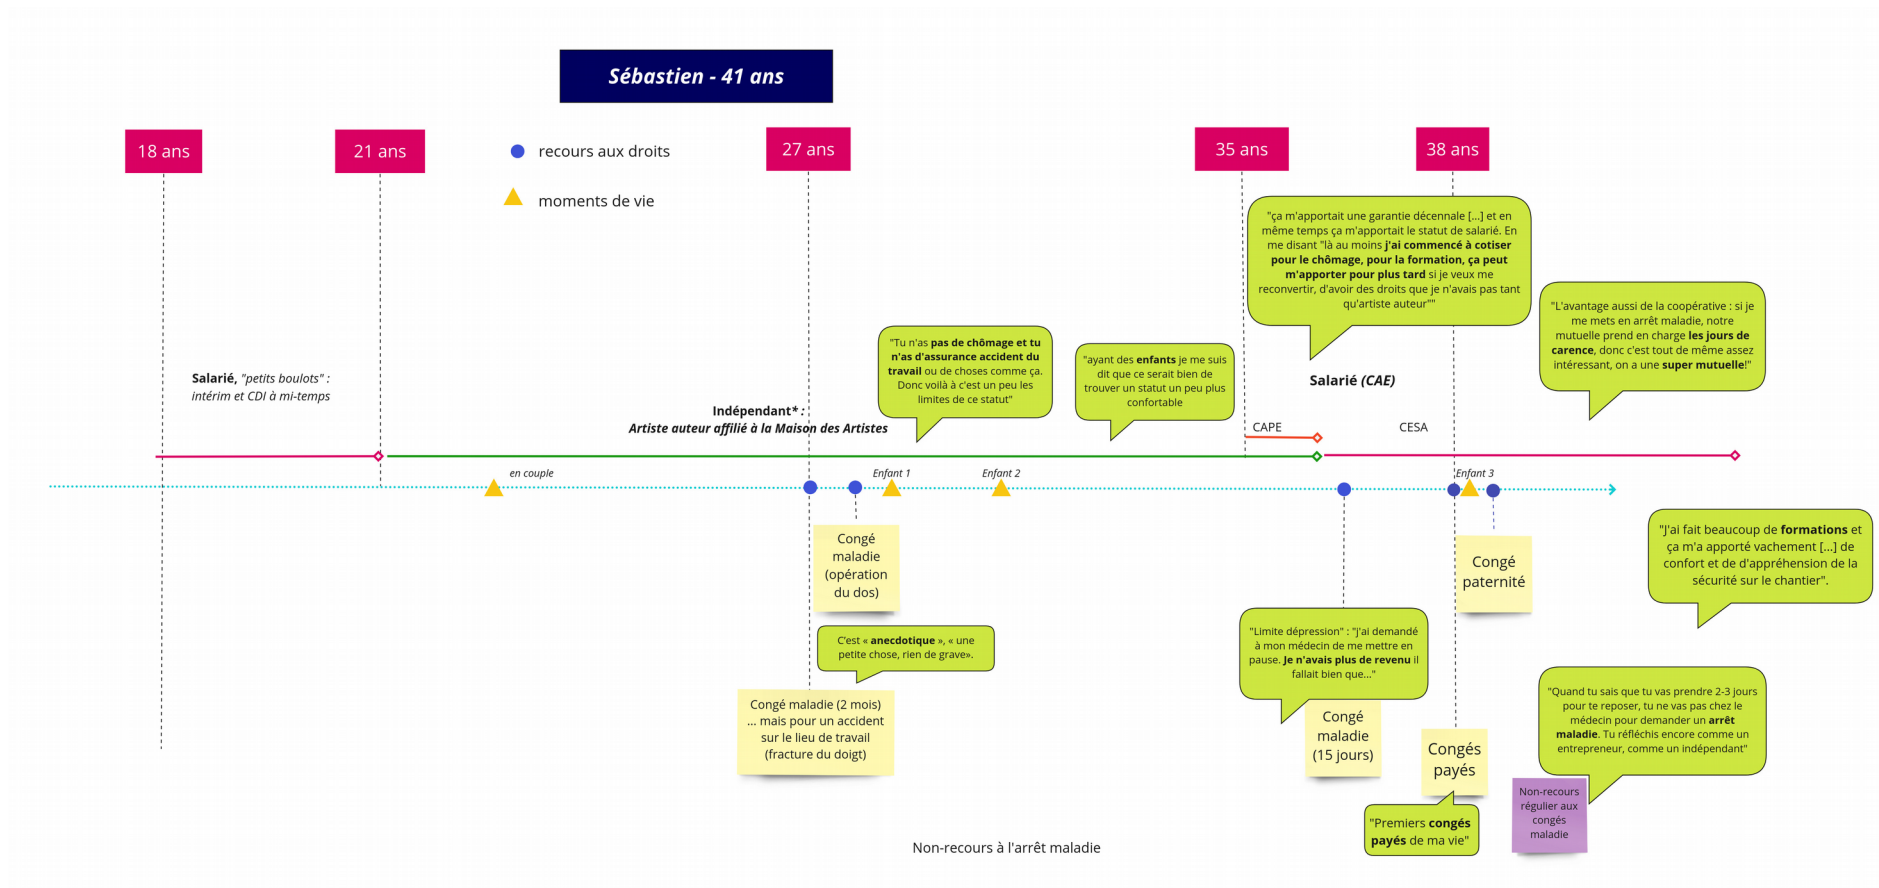 Sébastien - 41 ans
18 ans
21 ans
27 ans
35 ans
38 ans
recours aux droits
moments de vie
"ça m'apportait une garantie décennale [...] et en
même temps ça m'apportait le statut de salarié. En
me disant "là au moins j'ai commencé à cotiser
pour le chômage, pour la formation, ça peut
m'apporter pour plus tard si je veux me
reconvertir, d'avoir des droits que je n'avais pas tant
qu'artiste auteur""
"L'avantage aussi de la coopérative : si je
me mets en arrêt maladie, notre
mutuelle prend en charge les jours de
carence, donc c'est tout de même assez
intéressant, on a une super mutuelle!"
"Tu n'as pas de chômage et tu
n'as d'assurance accident du
travail ou de choses comme ça.
Donc voilà à c'est un peu les
limites de ce statut"
"ayant des enfants je me suis
dit que ce serait bien de
trouver un statut un peu plus
confortable
Salarié, "petits boulots" :
intérim et CDI à mi-temps
Salarié (CAE)
Indépendant* :
Artiste auteur affilié à la Maison des Artistes
CAPE
CESA
en couple
Enfant 1
Enfant 2
Enfant 3
Congé
maladie
(opération
du dos)
Congé
paternité
"J'ai fait beaucoup de formations et
ça m'a apporté vachement [...] de
confort et de d'appréhension de la
sécurité sur le chantier".
C'est « anecdotique », « une
petite chose, rien de grave».
"Limite dépression" : "j'ai demandé
à mon médecin de me mettre en
pause. Je n'avais plus de revenu il
fallait bien que..."
Congé maladie (2 mois)
... mais pour un accident
sur le lieu de travail
(fracture du doigt)
Congé
maladie
(15 jours)
Congés
payés
"Quand tu sais que tu vas prendre 2-3 jours
pour te reposer, tu ne vas pas chez le
médecin pour demander un arrêt
maladie. Tu réfléchis encore comme un
entrepreneur, comme un indépendant"
Non-recours
régulier aux
congés
maladie
"Premiers congés
payés de ma vie"
Non-recours à l'arrêt maladie